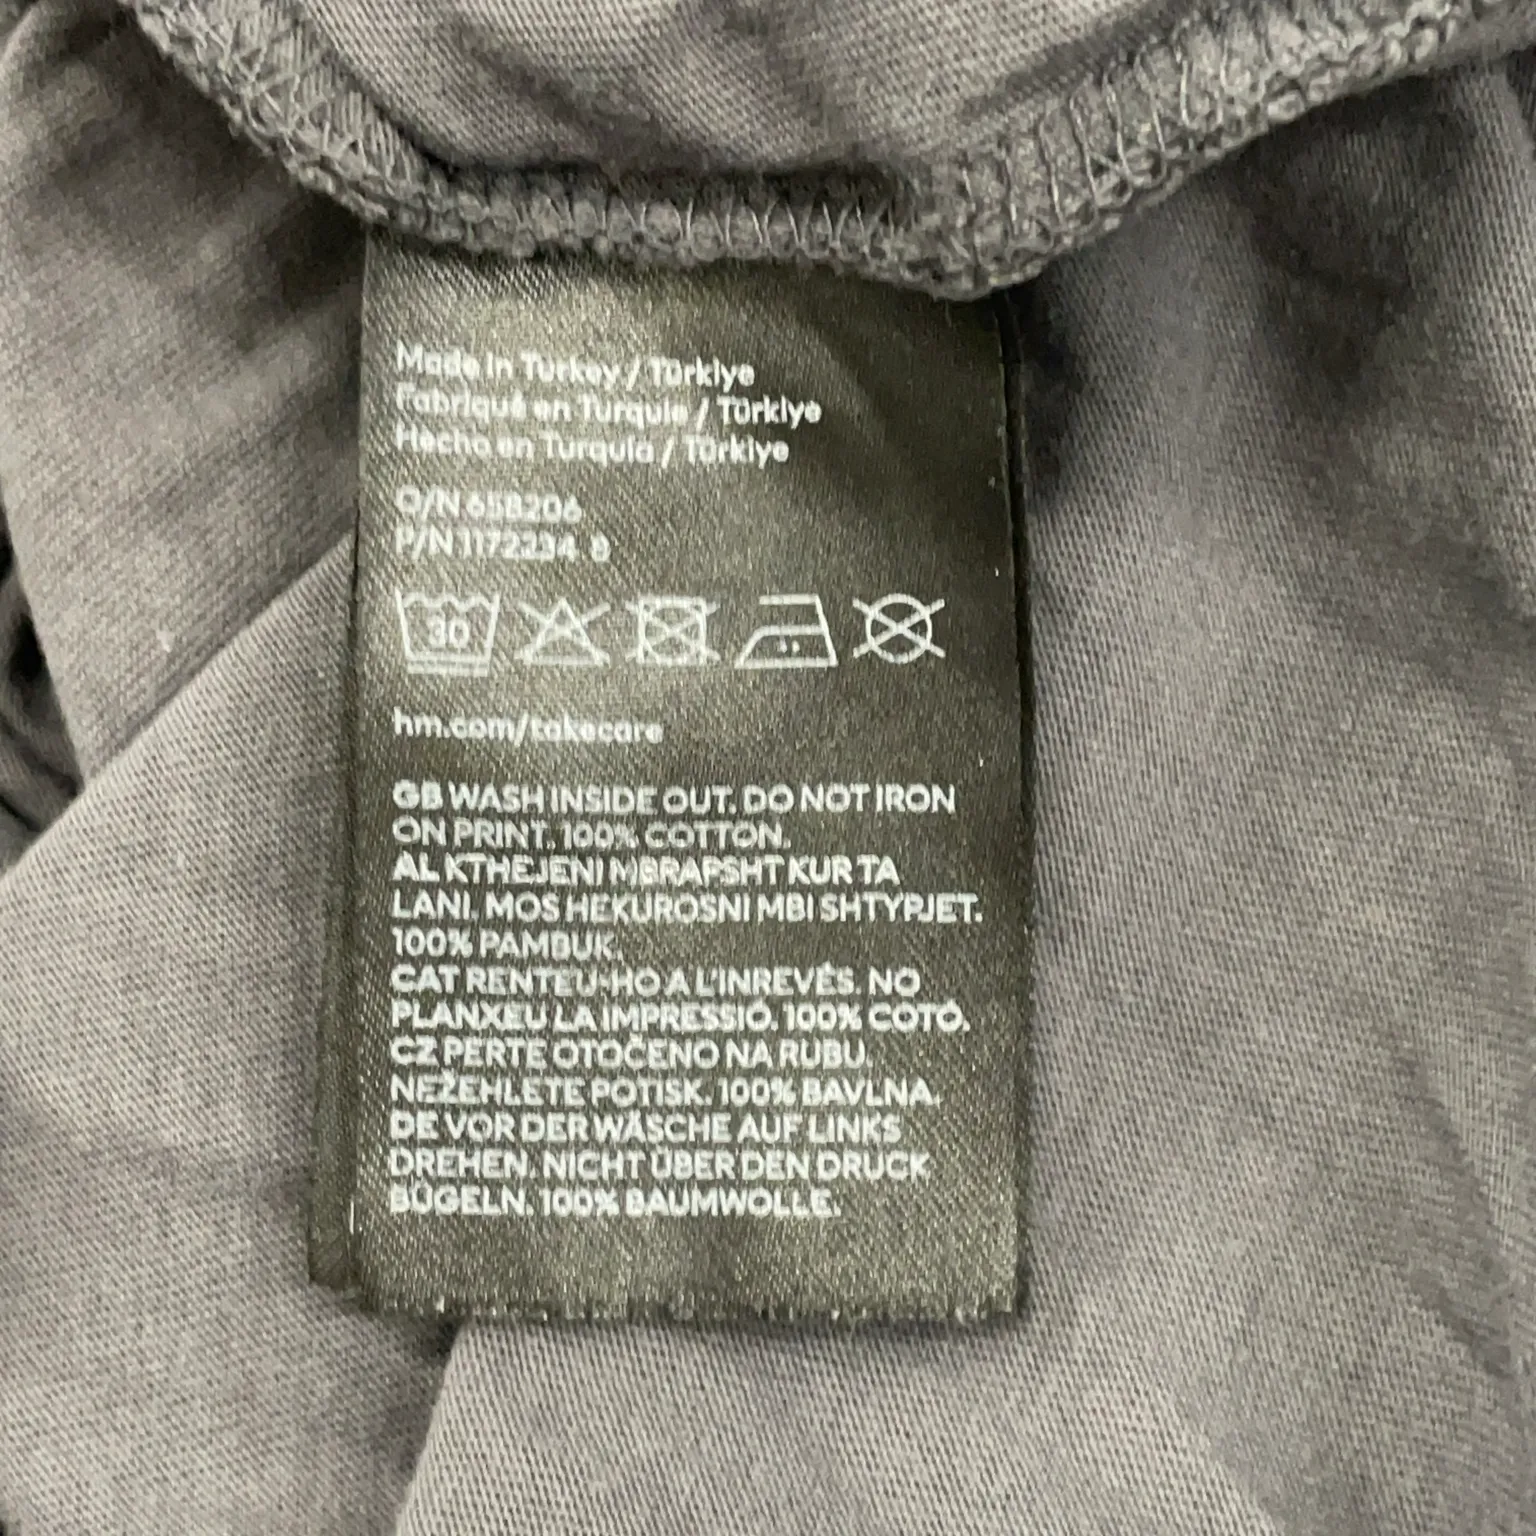 Made in Turkey / Türkiye
Fabriqué en Turquie / Türkiye
Hecho en Turquía / Türkiye
O/N 658206
P/N 1172234
30
hm.com/takecare
GB WASH INSIDE OUT. DO NOT IRON
ON PRINT. 100% COTTON.
AL KTHEJENI MBRAPSHT KUR TA
LANI. MOS HEKUROSNI MBI SHTYPJET.
100% PAMBUK.
CAT RENTEU-HO A L'INREVÉS. NO
PLANXEU LA IMPRESSIÓ. 100% COTÓ.
CZ PERTE OTOČENO NA RUBU.
NEŽEHLETE POTISK. 100% BAVLNA.
DE VOR DER WÄSCHE AUF LINKS
DREHEN. NICHT ÜBER DEN DRUCK
BÜGELN. 100% BAUMWOLLE.